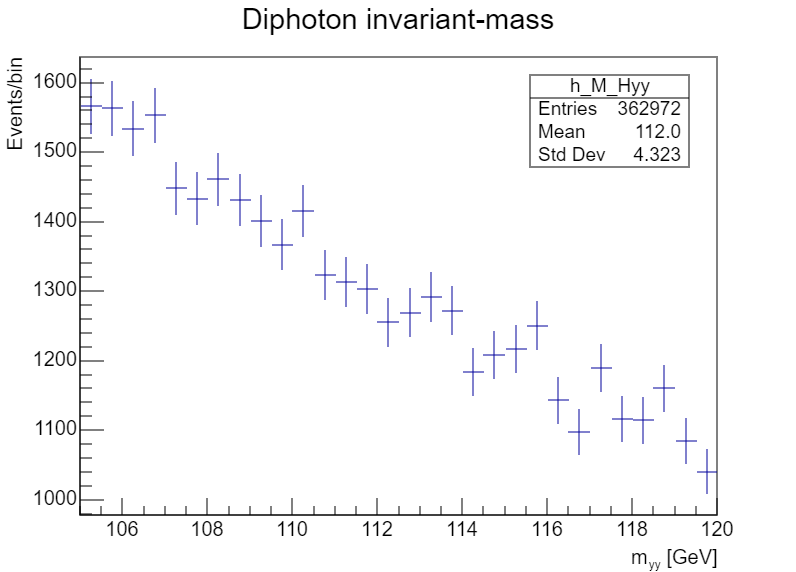 Diphoton invariant-mass
Events/bin
h_M_Hyy
Entries 362972
Mean 112.0
Std Dev 4.323
1600
1500
1400
1300
1200
1100
1000
106 108 110 112 114 116 118 120
myy [GeV]